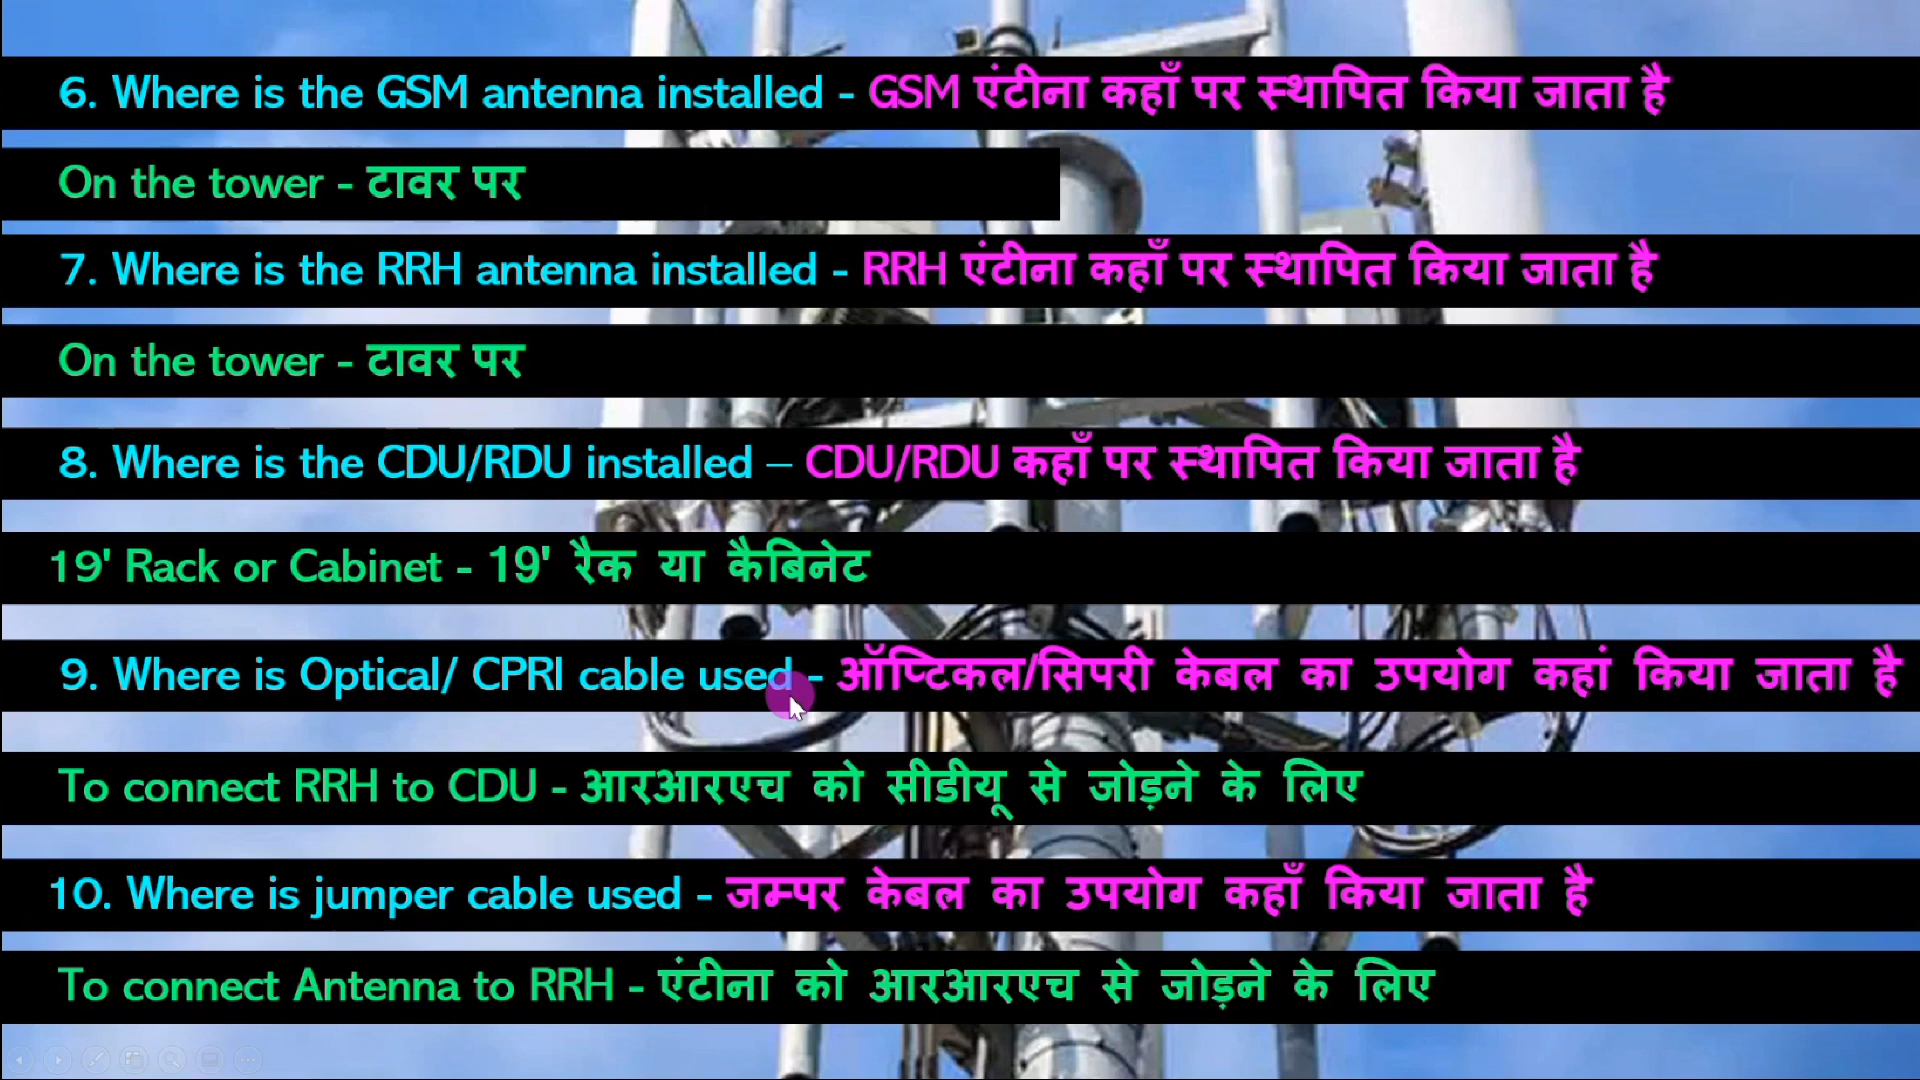 6. Where is the GSM antenna installed - GSM एंटीना कहाँ पर स्थापित किया जाता है
On the tower - टावर पर
7. Where is the RRH antenna installed - RRH एंटीना कहाँ पर स्थापित किया जाता है
On the tower - टावर पर
8. Where is the CDU/RDU installed – CDU/RDU कहाँ पर स्थापित किया जाता है
19' Rack or Cabinet - 19' रैक या कैबिनेट
9. Where is Optical/ CPRI cable used - ऑप्टिकल/सिपरी केबल का उपयोग कहां किया जाता है
To connect RRH to CDU - आरआरएच को सीडीयू से जोड़ने के लिए
10. Where is jumper cable used - जम्पर केबल का उपयोग कहाँ किया जाता है
To connect Antenna to RRH - एंटीना को आरआरएच से जोड़ने के लिए